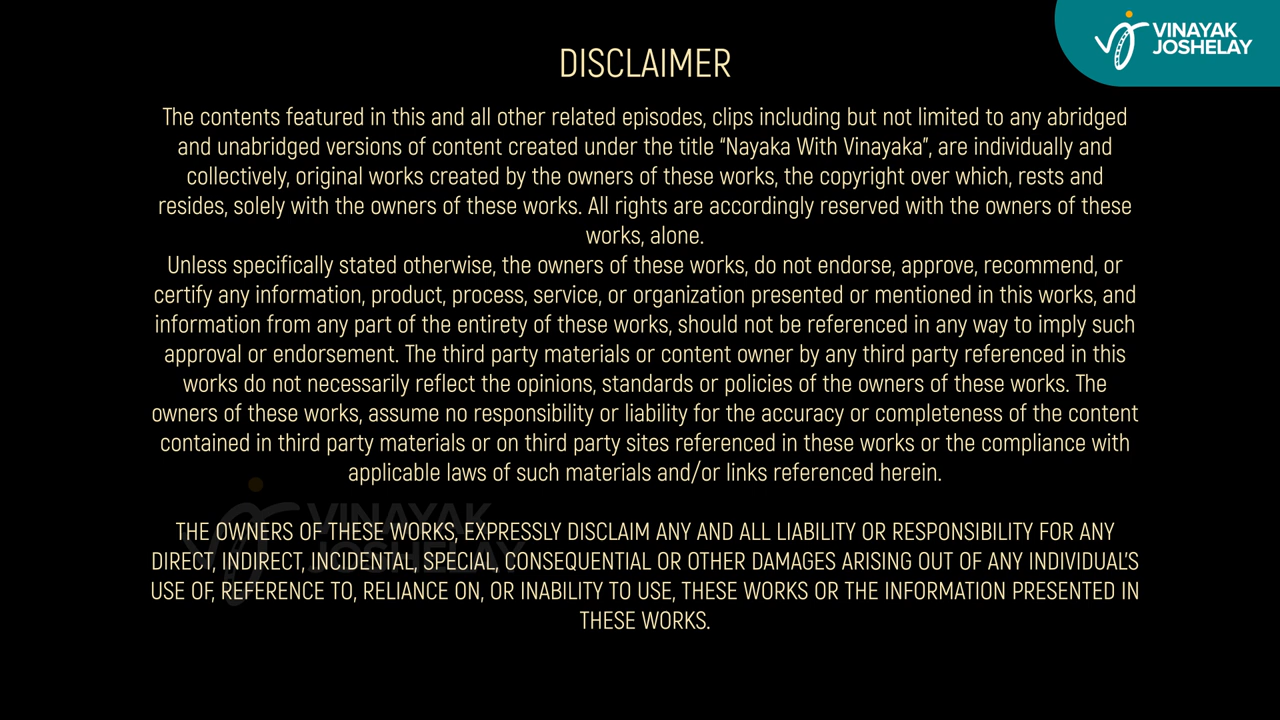 VINAYAK
JOSHELAY
DISCLAIMER
The contents featured in this and all other related episodes, clips including but not limited to any abridged
and unabridged versions of content created under the title “Nayaka With Vinayaka”, are individually and
collectively, original works created by the owners of these works, the copyright over which, rests and
resides, solely with the owners of these works. All rights are accordingly reserved with the owners of these
works, alone.
Unless specifically stated otherwise, the owners of these works, do not endorse, approve, recommend, or
certify any information, product, process, service, or organization presented or mentioned in this works, and
information from any part of the entirety of these works, should not be referenced in any way to imply such
approval or endorsement. The third party materials or content owner by any third party referenced in this
works do not necessarily reflect the opinions, standards or policies of the owners of these works. The
owners of these works, assume no responsibility or liability for the accuracy or completeness of the content
contained in third party materials or on third party sites referenced in these works or the compliance with
applicable laws of such materials and/or links referenced herein.
VINAYAK
JOSHELAY
THE OWNERS OF THESE WORKS, EXPRESSLY DISCLAIM ANY AND ALL LIABILITY OR RESPONSIBILITY FOR ANY
DIRECT, INDIRECT, INCIDENTAL, SPECIAL, CONSEQUENTIAL OR OTHER DAMAGES ARISING OUT OF ANY INDIVIDUAL’S
USE OF, REFERENCE TO, RELIANCE ON, OR INABILITY TO USE, THESE WORKS OR THE INFORMATION PRESENTED IN
THESE WORKS.